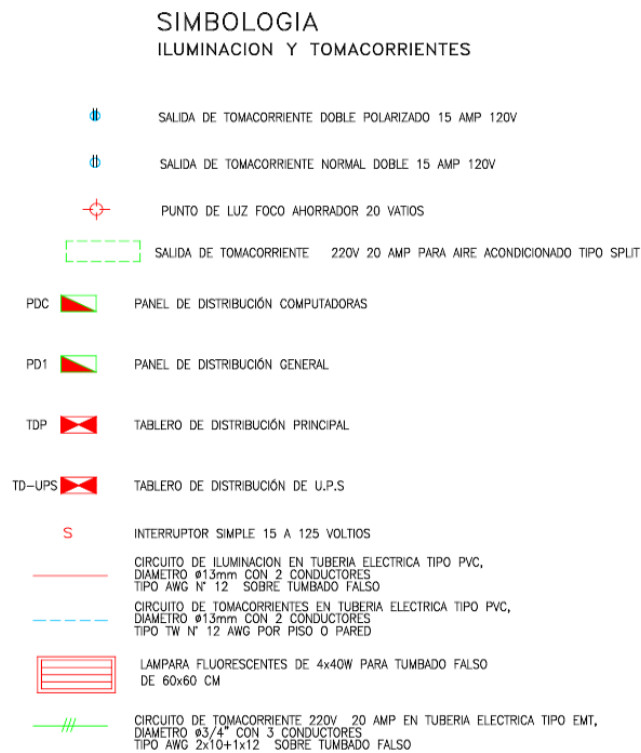 SIMBOLOGIA
ILUMINACION Y TOMACORRIENTES
SALIDA DE TOMACORRIENTE DOBLE POLARIZADO 15 AMP 120V
SALIDA DE TOMACORRIENTE NORMAL DOBLE 15 AMP 120V
PUNTO DE LUZ FOCO AHORRADOR 20 VATIOS
SALIDA DE TOMACORRIENTE 220V 20 AMP PARA AIRE ACONDICIONADO TIPO SPLIT
PDC PANEL DE DISTRIBUCIÓN COMPUTADORAS
PD1 PANEL DE DISTRIBUCIÓN GENERAL
TDP TABLERO DE DISTRIBUCIÓN PRINCIPAL
TD-UPS TABLERO DE DISTRIBUCIÓN DE U.P.S
S INTERRUPTOR SIMPLE 15 A 125 VOLTIOS
CIRCUITO DE ILUMINACION EN TUBERIA ELECTRICA TIPO PVC,
DIAMETRO ø13mm CON 2 CONDUCTORES
TIPO AWG N° 12 SOBRE TUMBADO FALSO
CIRCUITO DE TOMACORRIENTES EN TUBERIA ELECTRICA TIPO PVC,
DIAMETRO ø13mm CON 2 CONDUCTORES
TIPO TW N° 12 AWG POR PISO O PARED
LAMPARA FLUORESCENTES DE 4x40W PARA TUMBADO FALSO
DE 60x60 CM
CIRCUITO DE TOMACORRIENTE 220V 20 AMP EN TUBERIA ELECTRICA TIPO EMT,
DIAMETRO ø3/4" CON 3 CONDUCTORES
TIPO AWG 2x10+1x12 SOBRE TUMBADO FALSO